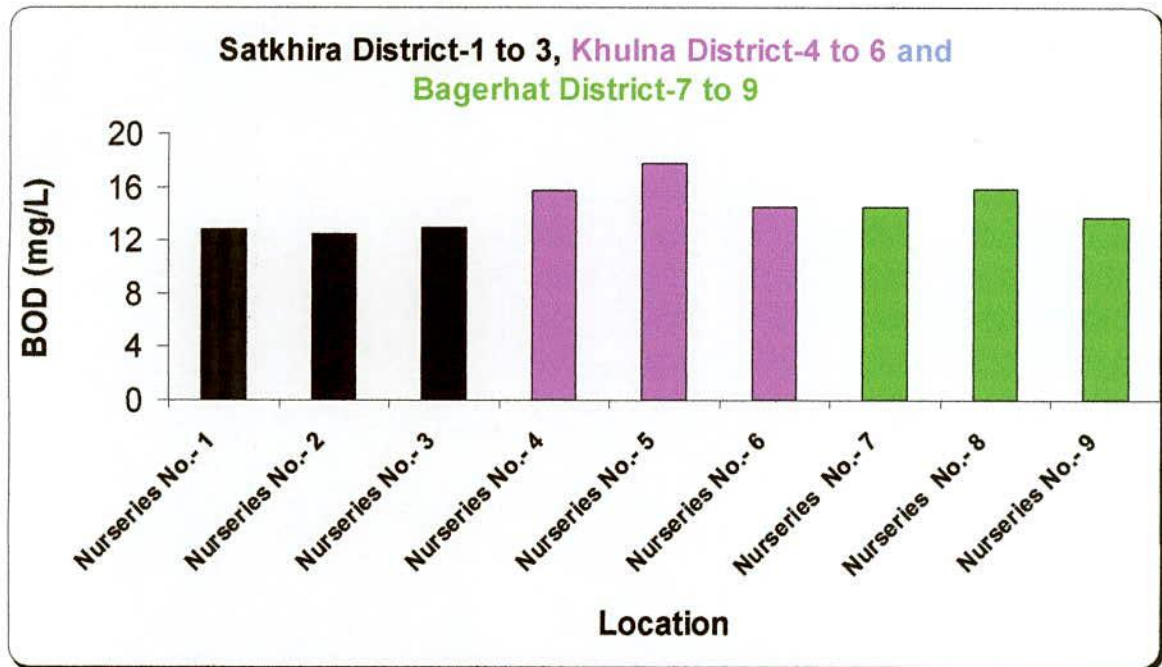 Satkhira District-1 to 3, Khulna District-4 to 6 and
Bagerhat District-7 to 9
BOD (mg/L)
20
16
12
8
4
0
Nurseries No.- 1
Nurseries No.- 2
Nurseries No.- 3
Nurseries No.- 4
Nurseries No.- 5
Nurseries No.- 6
Nurseries No.- 7
Nurseries No.- 8
Nurseries No.- 9
Location